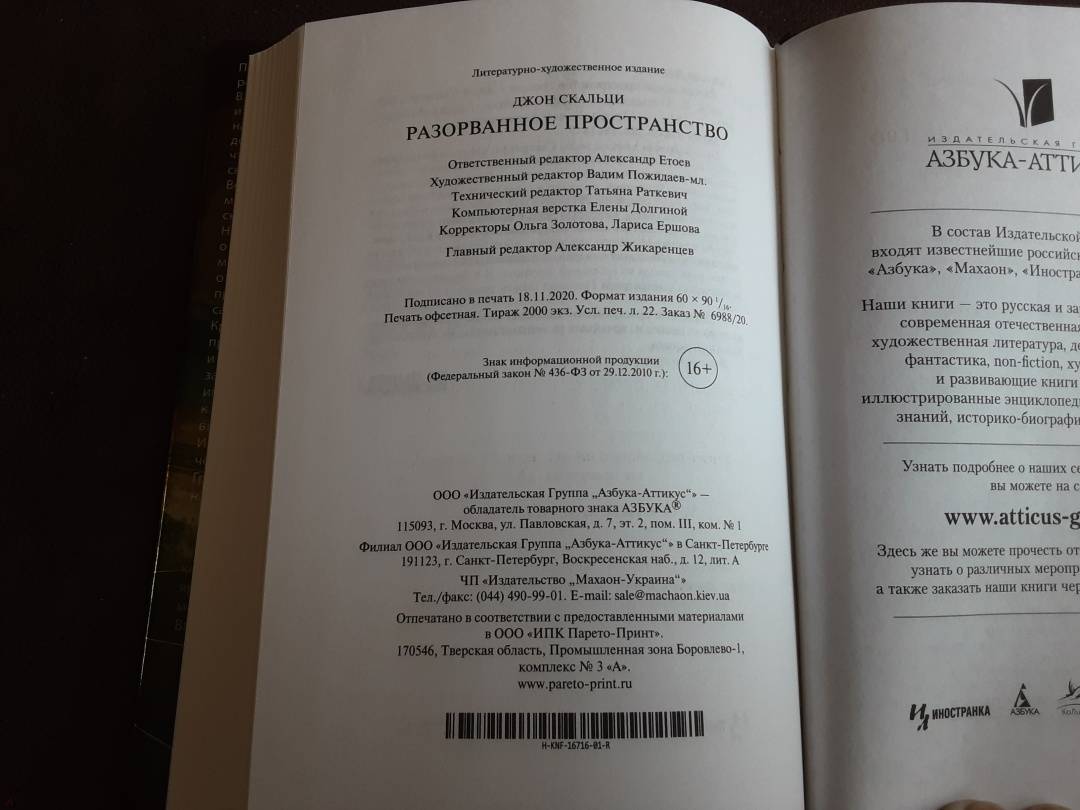 Литературно-художественное издание
ДЖОН СКАЛЬЦИ
РАЗОРВАННОЕ ПРОСТРАНСТВО
Ответственный редактор Александр Етоев
Художественный редактор Вадим Пожидаев-мл.
Технический редактор Татьяна Раткевич
Компьютерная верстка Елены Долгиной
Корректоры Ольга Золотова, Лариса Ершова
Главный редактор Александр Жикаренцев
Подписано в печать 18.11.2020. Формат издания 60 × 90 1/16.
Печать офсетная. Тираж 2000 экз. Усл. печ. л. 22. Заказ № 6988/20.
Знак информационной продукции
(Федеральный закон № 436-ФЗ от 29.12.2010 г.):
16+
ООО «Издательская Группа „Азбука-Аттикус“» —
обладатель товарного знака АЗБУКА®
115093, г. Москва, ул. Павловская, д. 7, эт. 2, пом. III, ком. № 1
Филиал ООО «Издательская Группа „Азбука-Аттикус“» в Санкт-Петербурге
191123, г. Санкт-Петербург, Воскресенская наб., д. 12, лит. А
ЧП «Издательство „Махаон-Украина“»
Тел./факс: (044) 490-99-01. E-mail: sale@machaon.kiev.ua
Отпечатано в соответствии с предоставленными материалами
в ООО «ИПК Парето-Принт».
170546, Тверская область, Промышленная зона Боровлево-1,
комплекс № 3 «А».
www.pareto-print.ru
H-KNF-16716-01-R
ИЗДАТЕЛЬСКАЯ Г
АЗБУКА-АТТИ
В состав Издательской
входят известнейшие российск
«Азбука», «Махаон», «Иностра
Наши книги — это русская и за
современная отечественная
художественная литература, де
фантастика, non-fiction, ху
и развивающие книги
иллюстрированные энциклопеди
знаний, историко-биограф
Узнать подробнее о наших се
вы можете на с
www.atticus-g
Здесь же вы можете прочесть от
узнать о различных меропр
а также заказать наши книги чер
ИНОСТРАНКА
АЗБУКА